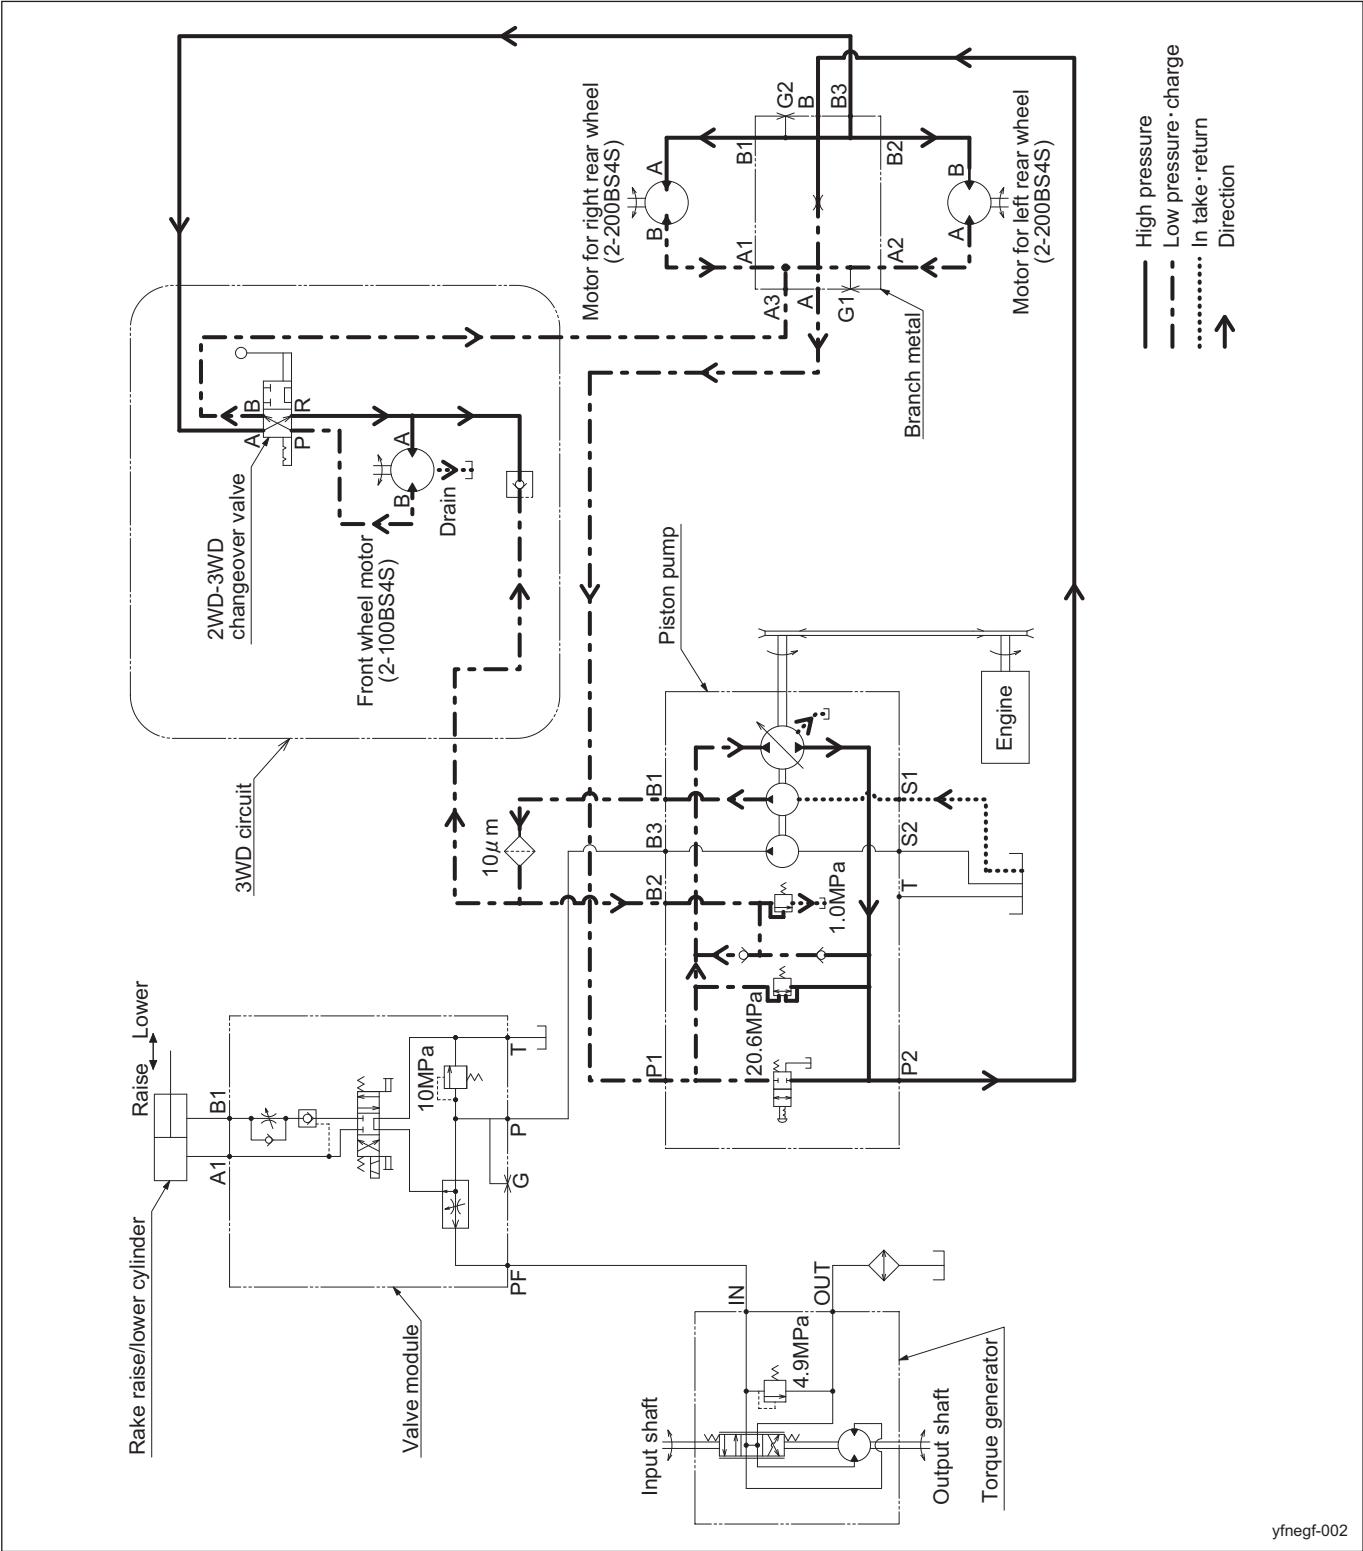 Rake raise/lower cylinder
Raise
Lower
A1
B1
Valve module
10MPa
PF
G
P
T
Input shaft
Output shaft
IN
OUT
4.9MPa
Torque generator
3WD circuit
2WD-3WD
changeover valve
A
B
P
R
Front wheel motor
(2-100BS4S)
A
B
Drain
10μm
Piston pump
P1
B2
B3
B1
20.6MPa
1.0MPa
P2
T
S2
S1
Engine
Motor for right rear wheel
(2-200BS4S)
A
B
A1
B1
G2
B
B3
A3
A
G1
A2
B2
A
B
Motor for left rear wheel
(2-200BS4S)
Branch metal
High pressure
Low pressure·charge
In take·return
Direction
yfnegf-002